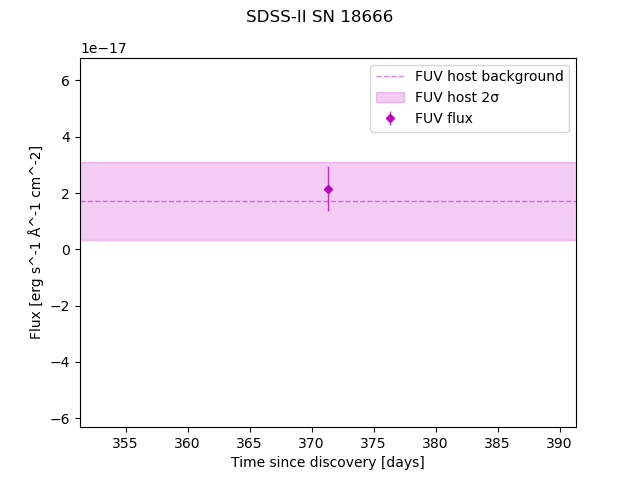 SDSS-II SN 18666
1e−17
FUV host background
FUV host 2σ
FUV flux
6
4
2
0
−2
−4
−6
Flux [erg s^-1 Å^-1 cm^-2]
355 360 365 370 375 380 385 390
Time since discovery [days]